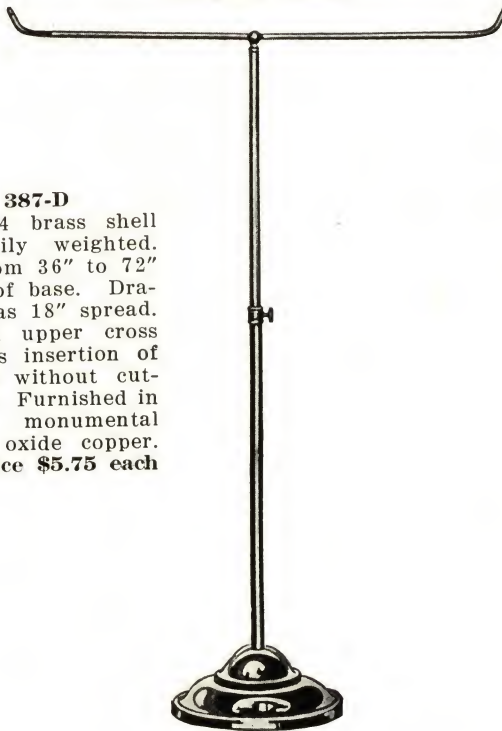 387-D
4 brass shell
ily weighted.
om 36" to 72"
of base. Dra-
as 18" spread.
upper cross
s insertion of
without cut-
Furnished in
monumental
oxide copper.
ce $5.75 each